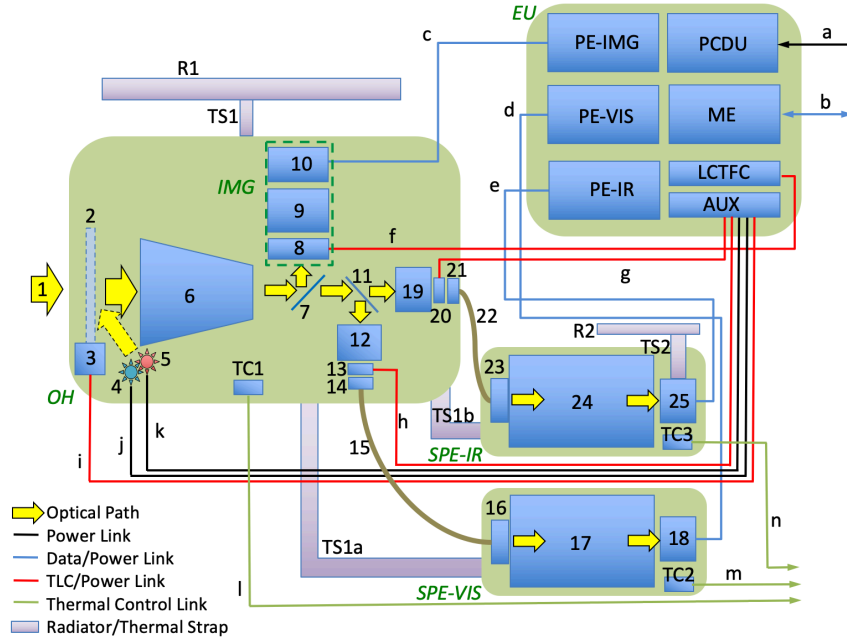 EU
c
PE-IMG
PCDU
a
R1
TS1
d
PE-VIS
ME
b
IMG
10
e
PE-IR
LCTFC
9
AUX
2
8
f
1
6
7
11
19
21
20
g
22
12
3
5
4
13
14
TC1
OH
h
15
TS1b
R2
TS2
23
24
25
TC3
SPE-IR
j
k
i
16
17
18
TC2
n
m
TS1a
l
SPE-VIS
Optical Path
Power Link
Data/Power Link
TLC/Power Link
Thermal Control Link
Radiator/Thermal Strap